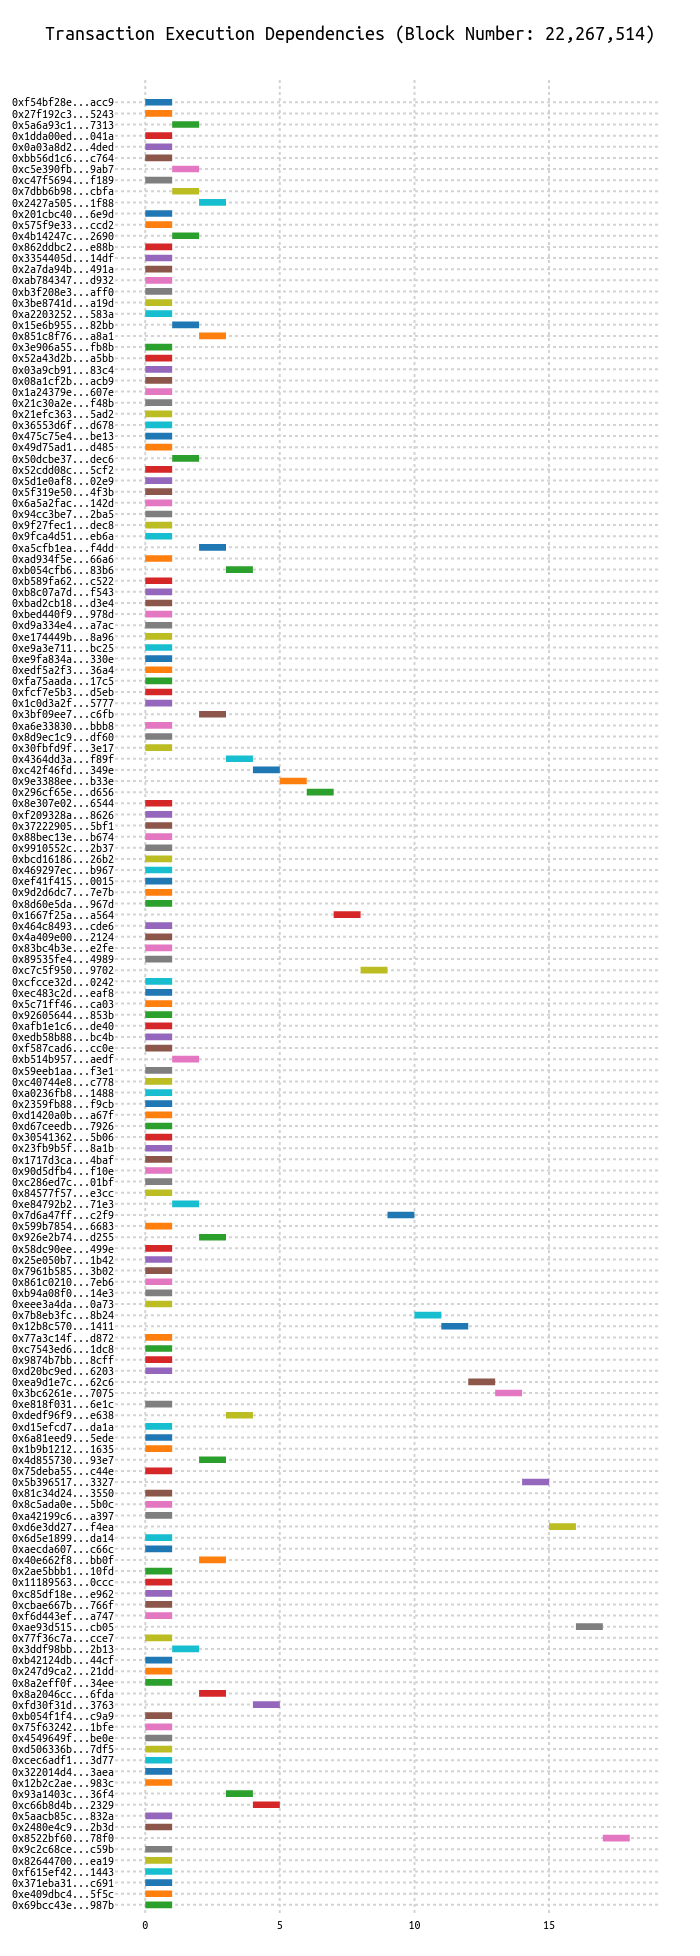 Transaction Execution Dependencies (Block Number: 22,267,514)
0xf54bf28e...acc9
0x27f192c3...5243
0x5a6a93c1...7313
0x1dda00ed...041a
0x0a03a8d2...4ded
0xbb56d1c6...c764
0xc5e390fb...9ab7
0xc47f5694...f189
0x7dbb6b98...cbfa
0x2427a505...1f88
0x201cbc40...6e9d
0x575f9e33...ccd2
0x4b14247c...2690
0x862ddbc2...e88b
0x3354405d...14df
0x2a7da94b...491a
0xab784347...d932
0xb3f208e3...aff0
0x3be8741d...a19d
0xa2203252...583a
0x15e6b955...82bb
0x851c8f76...a8a1
0x3e906a55...fb8b
0x52a43d2b...a5bb
0x03a9cb91...83c4
0x08a1cf2b...acb9
0x1a24379e...607e
0x21c30a2e...f48b
0x21efc363...5ad2
0x36553d6f...d678
0x475c75e4...be13
0x49d75ad1...d485
0x50dcbe37...dec6
0x52cdd08c...5cf2
0x5d1e0af8...02e9
0x5f319e50...4f3b
0x6a5a2fac...142d
0x94cc3be7...2ba5
0x9f27fec1...dec8
0x9fca4d51...eb6a
0xa5cfb1ea...f4dd
0xad934f5e...66a6
0xb054cfb6...83b6
0xb589fa62...c522
0xb8c07a7d...f543
0xbad2cb18...d3e4
0xbed440f9...978d
0xd9a334e4...a7ac
0xe174449b...8a96
0xe9a3e711...bc25
0xe9fa834a...330e
0xedf5a2f3...36a4
0xfa75aada...17c5
0xfcf7e5b3...d5eb
0x1c0d3a2f...5777
0x3bf09ee7...c6fb
0xa6e33830...bbb8
0x8d9ec1c9...df60
0x30fbfd9f...3e17
0x4364dd3a...f89f
0xc42f46fd...349e
0x9e3388ee...b33e
0x296cf65e...d656
0x8e307e02...6544
0xf209328a...8626
0x37222905...5bf1
0x88bec13e...b674
0x9910552c...2b37
0xbcd16186...26b2
0x469297ec...b967
0xef41f415...0015
0x9d2d6dc7...7e7b
0x8d60e5da...967d
0x1667f25a...a564
0x464c8493...cde6
0x4a409e00...2124
0x83bc4b3e...e2fe
0x89535fe4...4989
0xc7c5f950...9702
0xcfcce32d...0242
0xec483c2d...eaf8
0x5c71ff46...ca03
0x92605644...853b
0xafb1e1c6...de40
0xedb58b88...bc4b
0xf587cad6...cc0e
0xb514b957...aedf
0x59eeb1aa...f3e1
0xc40744e8...c778
0xa0236fb8...1488
0x2359fb88...f9cb
0xd1420a0b...a67f
0xd67ceedb...7926
0x30541362...5b06
0x23fb9b5f...8a1b
0x1717d3ca...4baf
0x90d5dfb4...f10e
0xc286ed7c...01bf
0x84577f57...e3cc
0xe84792b2...71e3
0x7d6a47ff...c2f9
0x599b7854...6683
0x926e2b74...d255
0x58dc90ee...499e
0x25e050b7...1b42
0x7961b585...3b02
0x861c0210...7eb6
0xb94a08f0...14e3
0xeee3a4da...0a73
0x7b8eb3fc...8b24
0x12b8c570...1411
0x77a3c14f...d872
0xc7543ed6...1dc8
0x9874b7bb...8cff
0xd20bc9ed...6203
0xea9d1e7c...62c6
0x3bc6261e...7075
0xe818f031...6e1c
0xdedf96f9...e638
0xd15efcd7...da1a
0x6a81eed9...5ede
0x1b9b1212...1635
0x4d855730...93e7
0x75deba55...c44e
0x5b396517...3327
0x81c34d24...3550
0x8c5ada0e...5b0c
0xa42199c6...a397
0xd6e3dd27...f4ea
0x6d5e1899...da14
0xaecda607...c66c
0x40e662f8...bb0f
0x2ae5bbb1...10fd
0x11189563...0ccc
0xc85df18e...e962
0xcbae667b...766f
0xf6d443ef...a747
0xae93d515...cb05
0x77f36c7a...cce7
0x3ddf98bb...2b13
0xb42124db...44cf
0x247d9ca2...21dd
0x8a2eff0f...34ee
0x8a2046cc...6fda
0xfd30f31d...3763
0xb054f1f4...c9a9
0x75f63242...1bfe
0x4549649f...be0e
0xd506336b...7df5
0xcec6adf1...3d77
0x322014d4...3aea
0x12b2c2ae...983c
0x93a1403c...36f4
0xc66b8d4b...2329
0x5aacb85c...832a
0x2480e4c9...2b3d
0x8522bf60...78f0
0x9c2c68ce...c59b
0x82644700...ea19
0xf615ef42...1443
0x371eba31...c691
0xe409dbc4...5f5c
0x69bcc43e...987b
0 5 10 15